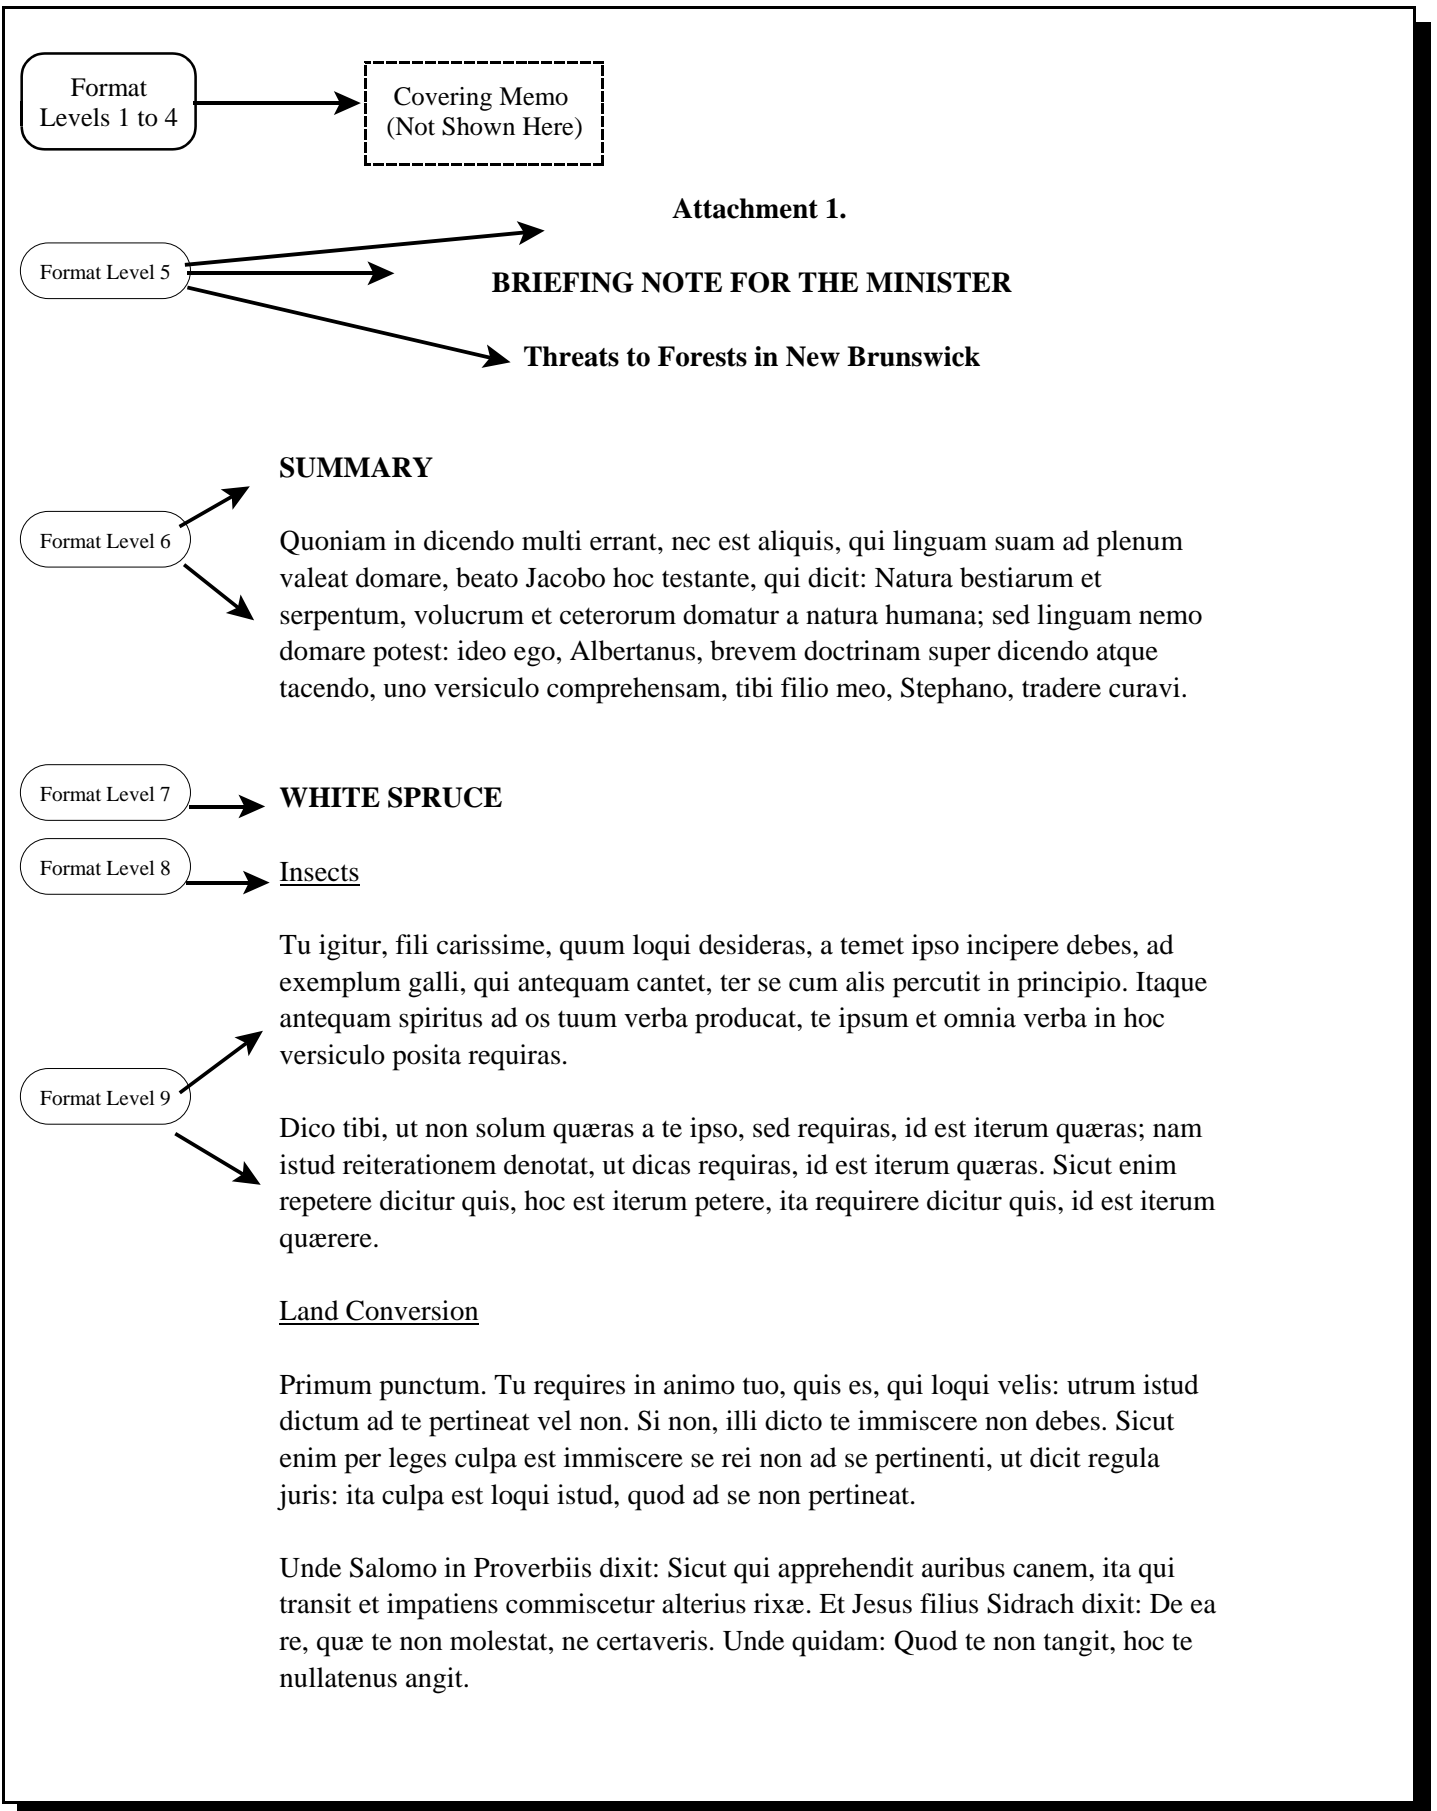 Format
Levels 1 to 4
Covering Memo
(Not Shown Here)
Attachment 1.
Format Level 5
BRIEFING NOTE FOR THE MINISTER
Threats to Forests in New Brunswick
SUMMARY
Format Level 6
Quoniam in dicendo multi errant, nec est aliquis, qui linguam suam ad plenum
valeat domare, beato Jacobo hoc testante, qui dicit: Natura bestiarum et
serpentum, volucrum et ceterorum domatur a natura humana; sed linguam nemo
domare potest: ideo ego, Albertanus, brevem doctrinam super dicendo atque
tacendo, uno versiculo comprehensam, tibi filio meo, Stephano, tradere curavi.
Format Level 7
WHITE SPRUCE
Format Level 8
Insects
Tu igitur, fili carissime, quum loqui desideras, a temet ipso incipere debes, ad
exemplum galli, qui antequam cantet, ter se cum alis percutit in principio. Itaque
antequam spiritus ad os tuum verba producat, te ipsum et omnia verba in hoc
versiculo posita requiras.
Format Level 9
Dico tibi, ut non solum quæras a te ipso, sed requiras, id est iterum quæras; nam
istud reiterationem denotat, ut dicas requiras, id est iterum quæras. Sicut enim
repetere dicitur quis, hoc est iterum petere, ita requirere dicitur quis, id est iterum
quærere.
Land Conversion
Primum punctum. Tu requires in animo tuo, quis es, qui loqui velis: utrum istud
dictum ad te pertineat vel non. Si non, illi dicto te immiscere non debes. Sicut
enim per leges culpa est immiscere se rei non ad se pertinenti, ut dicit regula
juris: ita culpa est loqui istud, quod ad se non pertineat.
Unde Salomo in Proverbiis dixit: Sicut qui apprehendit auribus canem, ita qui
transit et impatiens commiscetur alterius rixæ. Et Jesus filius Sidrach dixit: De ea
re, quæ te non molestat, ne certaveris. Unde quidam: Quod te non tangit, hoc te
nullatenus angit.